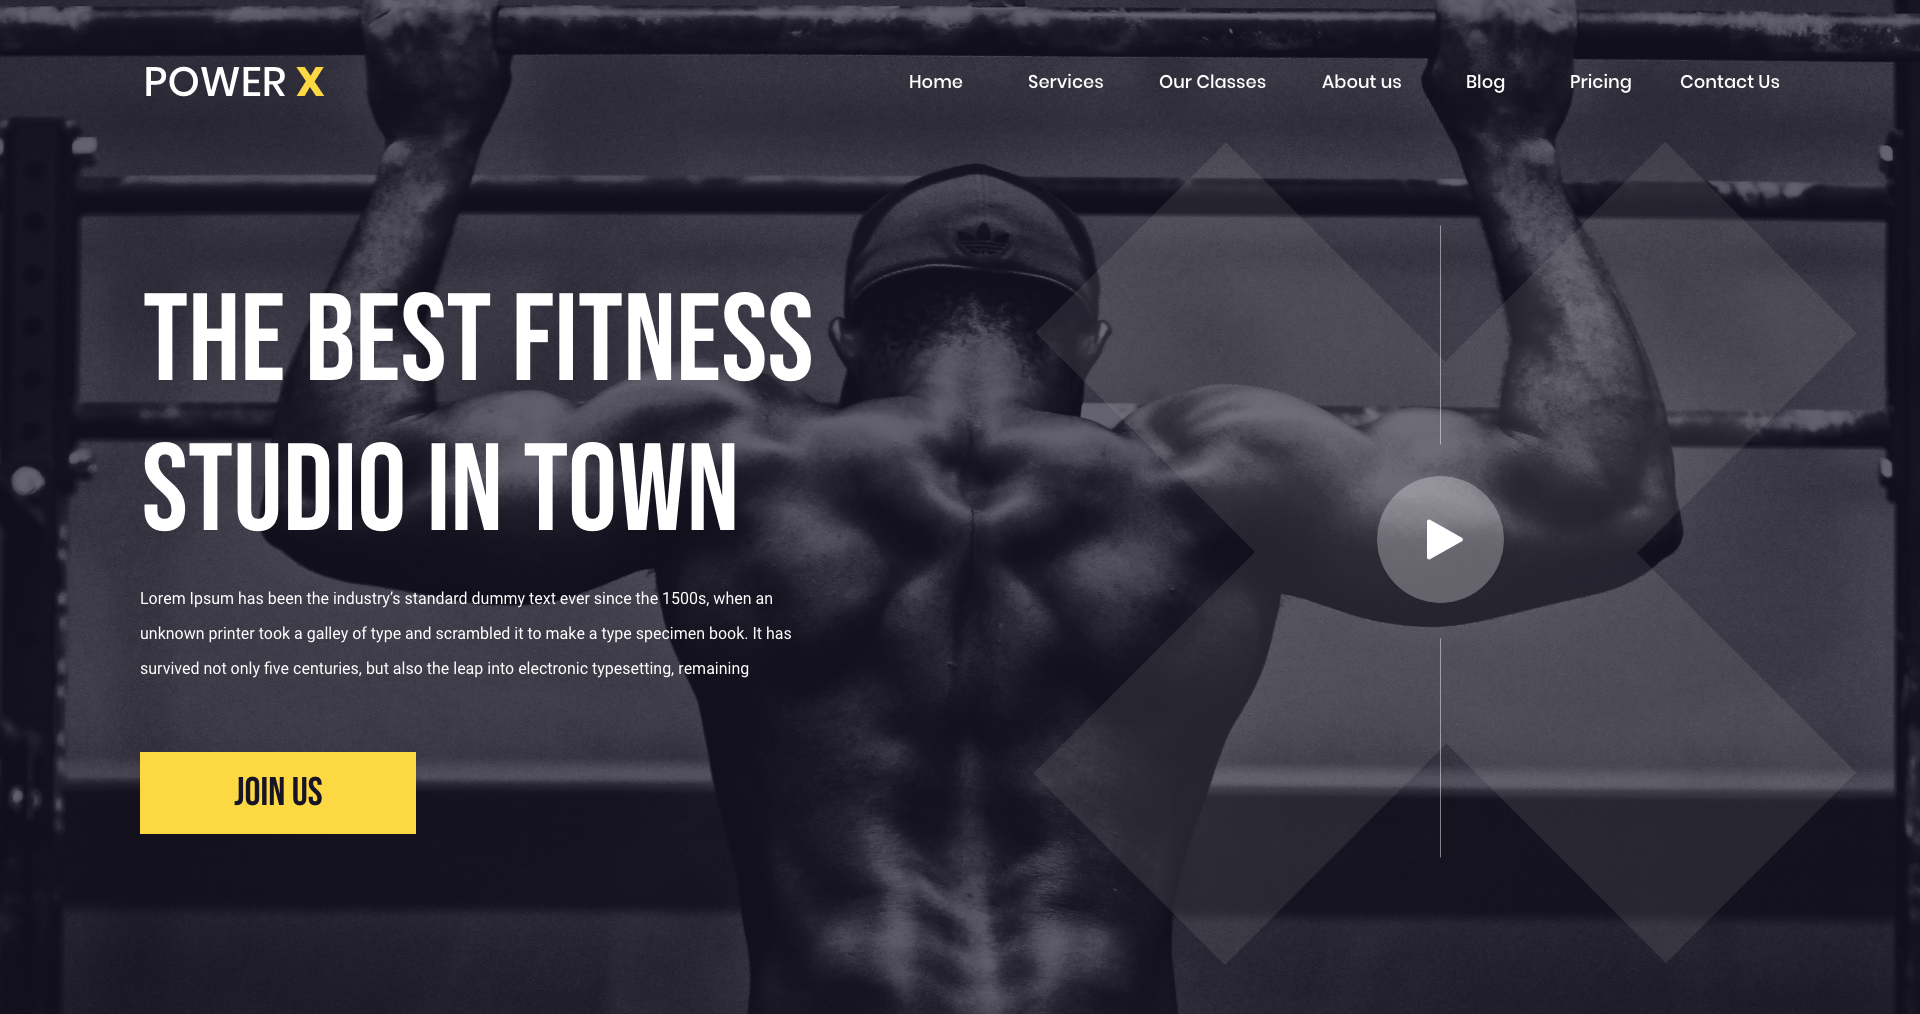 POWER X
Home Services Our Classes About us Blog Pricing Contact Us
THE BEST FITNESS
STUDIO IN TOWN
Lorem Ipsum has been the industry’s standard dummy text ever since the 1500s, when an
unknown printer took a galley of type and scrambled it to make a type specimen book. It has
survived not only five centuries, but also the leap into electronic typesetting, remaining
JOIN US